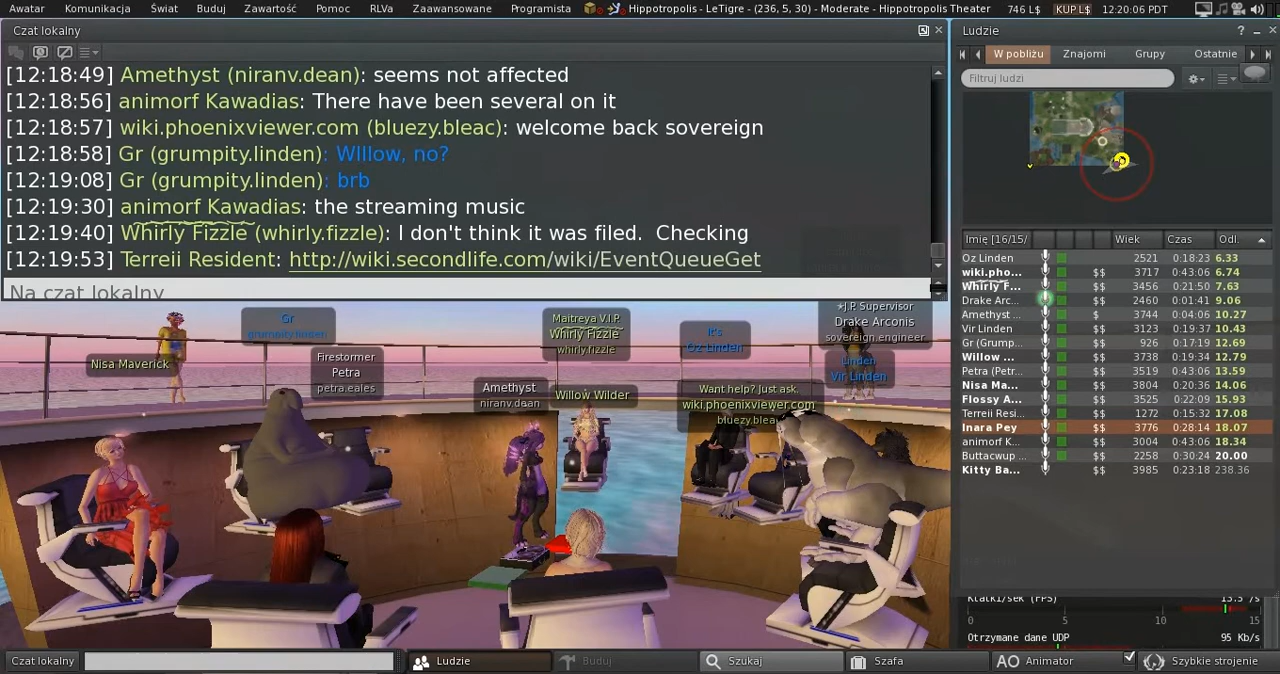 Awatar Komunikacja Świat Buduj Zawartość Pomoc RLVa Zaawansowane Programista Hippotropolis - LeTigre - (236, 5, 30) - Moderate - Hippotropolis Theater 746 L$ KUP L$ 12:20:06 PDT
Czat lokalny
[12:18:49] Amethyst (niranv.dean): seems not affected
[12:18:56] animorf Kawadias: There have been several on it
[12:18:57] wiki.phoenixviewer.com (bluezy.bleac): welcome back sovereign
[12:18:58] Gr (grumpity.linden): WIllow, no?
[12:19:08] Gr (grumpity.linden): brb
[12:19:30] animorf Kawadias: the streaming music
[12:19:40] Whirly Fizzle (whirly.fizzle): I don't think it was filed.  Checking
[12:19:53] Terreii Resident: http://wiki.secondlife.com/wiki/EventQueueGet
Na czat lokalny
Nisa Maverick
Gr
grumpity.linden
Firestormer
Petra
petra.eales
Maitreya V.I.P.
Whirly Fizzle
whirly.fizzle
Amethyst
niranv.dean
Willow Wilder
It's
Oz Linden
J.P. Supervisor
Drake Arconis
sovereign.engineer
Linden
Vir Linden
Want help? Just ask.
wiki.phoenixviewer.com
bluezy.bleac
Ludzie
W pobliżu Znajomi Grupy Ostatnie
Filtruj ludzi
Imię [16/15/ Wiek Czas Odl.
Oz Linden 2521 0:18:23 6.33
wiki.pho... $$ 3717 0:43:06 6.74
Whirly F... $$ 3456 0:21:50 7.63
Drake Arc... $$ 2460 0:01:41 9.06
Amethyst ... $ 3744 0:04:06 10.27
Vir Linden 3123 0:19:37 10.43
Gr (Grump... $$ 926 0:17:19 12.69
Willow ... $$ 3738 0:19:34 12.79
Petra (Petr... $$ 3519 0:43:06 13.59
Nisa Ma... $$ 3804 0:20:36 14.06
Flossy A... $$ 3525 0:22:09 15.93
Terreii Resi... $$ 1272 0:15:32 17.08
Inara Pey $$ 3776 0:28:14 18.07
animorf K... $$ 3004 0:43:06 18.34
Buttacwup ... $$ 2258 0:30:24 20.00
Kitty Ba... $$ 3985 0:23:18 238.36
Klatki/sek (FPS) 13.5 /s
0 5 10 15
Otrzymane dane UDP 95 Kb/s
Czat lokalny Ludzie Buduj Szukaj Szafa AO Animator Szybkie strojenie